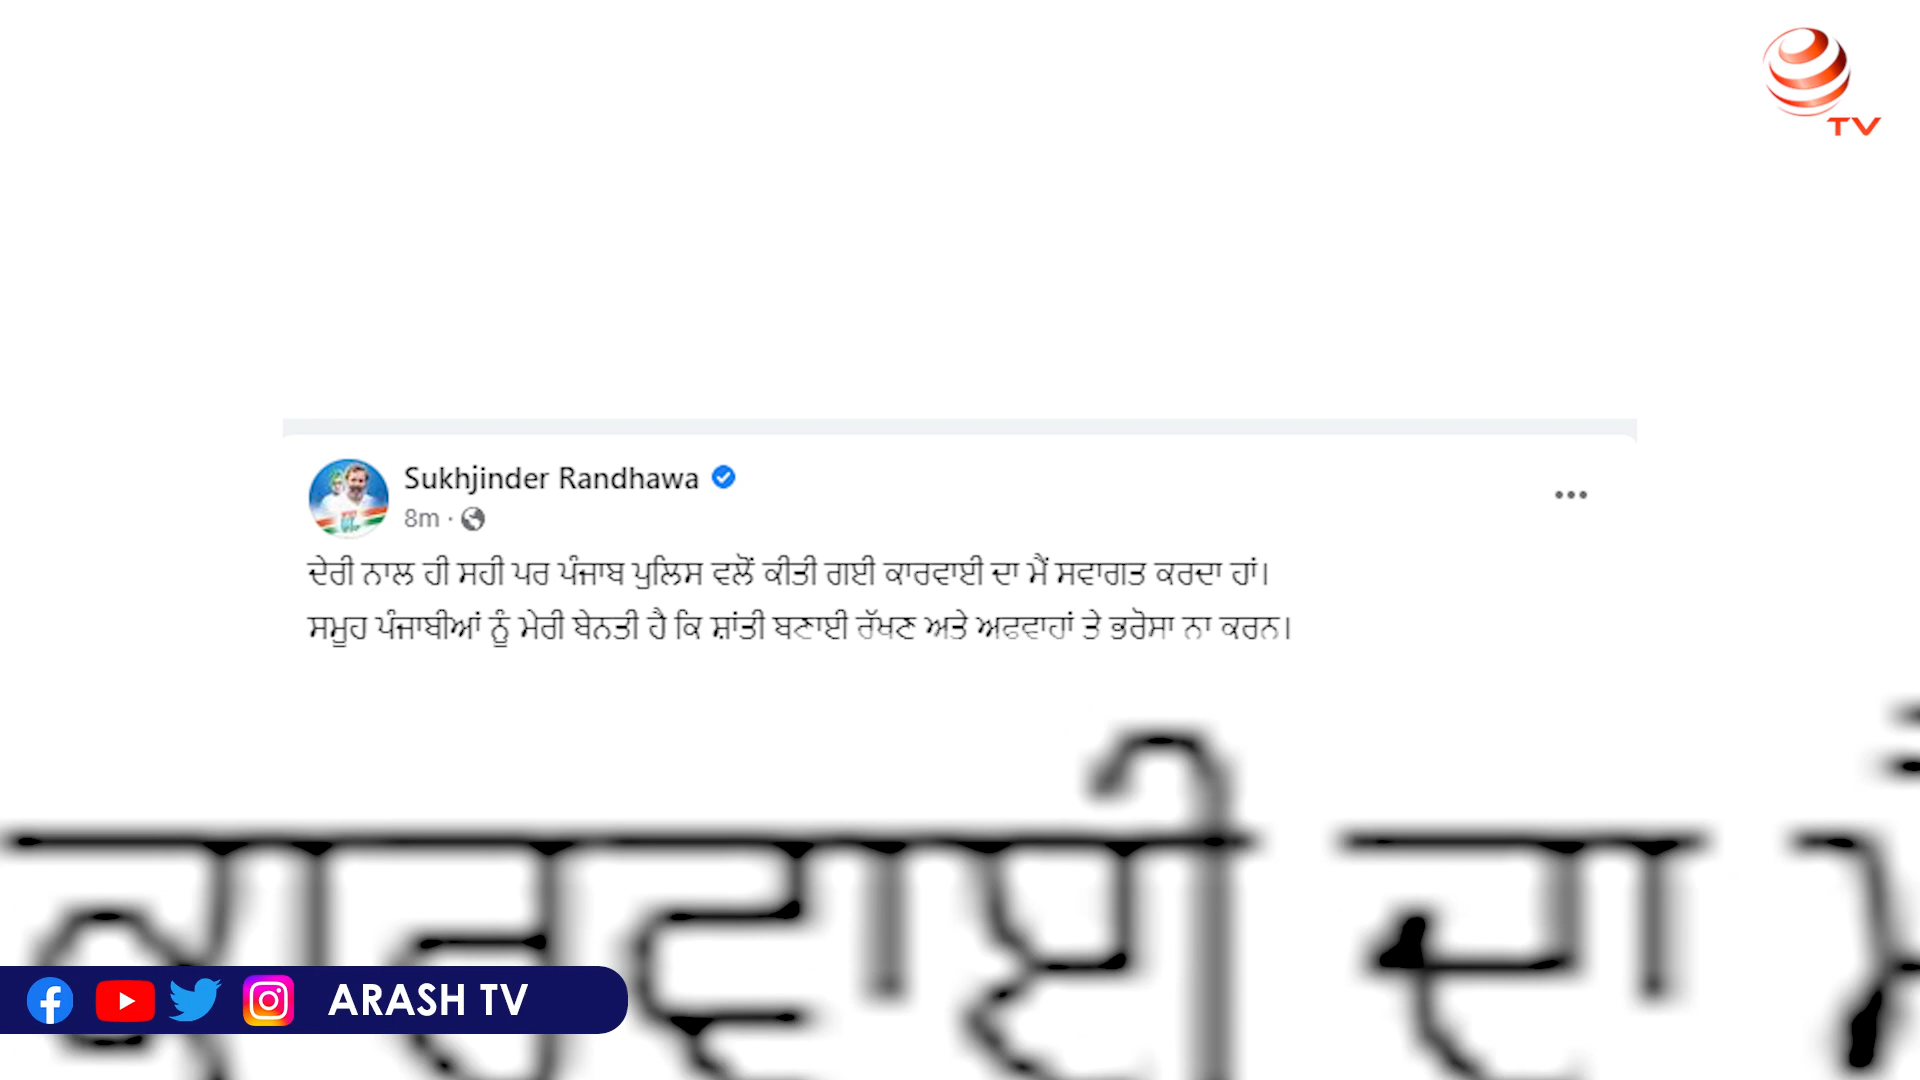 TV
Sukhjinder Randhawa
8m ·
ਦੇਰੀ ਨਾਲ ਹੀ ਸਹੀ ਪਰ ਪੰਜਾਬ ਪੁਲਿਸ ਵਲੋਂ ਕੀਤੀ ਗਈ ਕਾਰਵਾਈ ਦਾ ਮੈਂ ਸਵਾਗਤ ਕਰਦਾ ਹਾਂ।
ਸਮੂਹ ਪੰਜਾਬੀਆਂ ਨੂੰ ਮੇਰੀ ਬੇਨਤੀ ਹੈ ਕਿ ਸ਼ਾਂਤੀ ਬਣਾਈ ਰੱਖਣ ਅਤੇ ਅਫਵਾਹਾਂ ਤੇ ਭਰੋਸਾ ਨਾ ਕਰਨ।
ਕਾਰਵਾਈ ਦਾ
ARASH TV